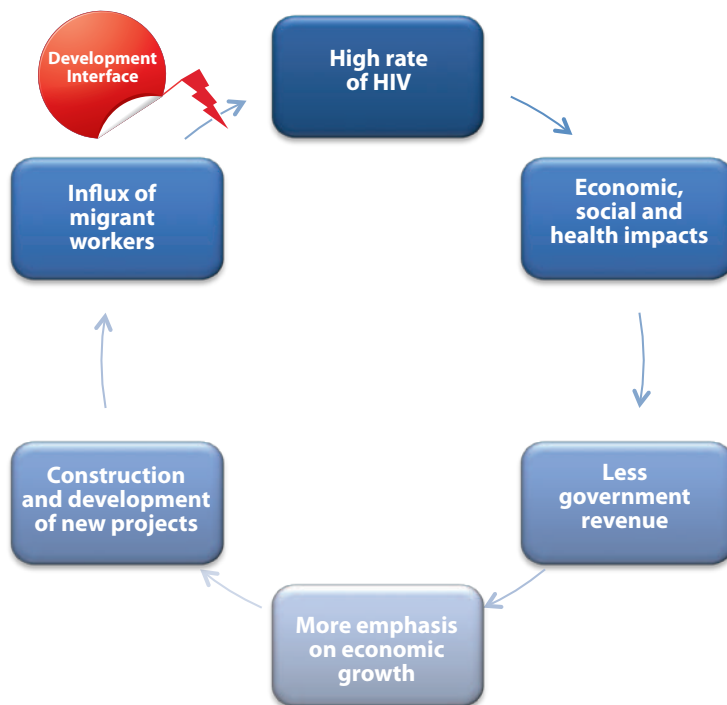 Development
Interface
High rate
of HIV
Economic,
social and
health impacts
Less
government
revenue
More emphasis
on economic
growth
Construction
and development
of new projects
Influx of
migrant
workers